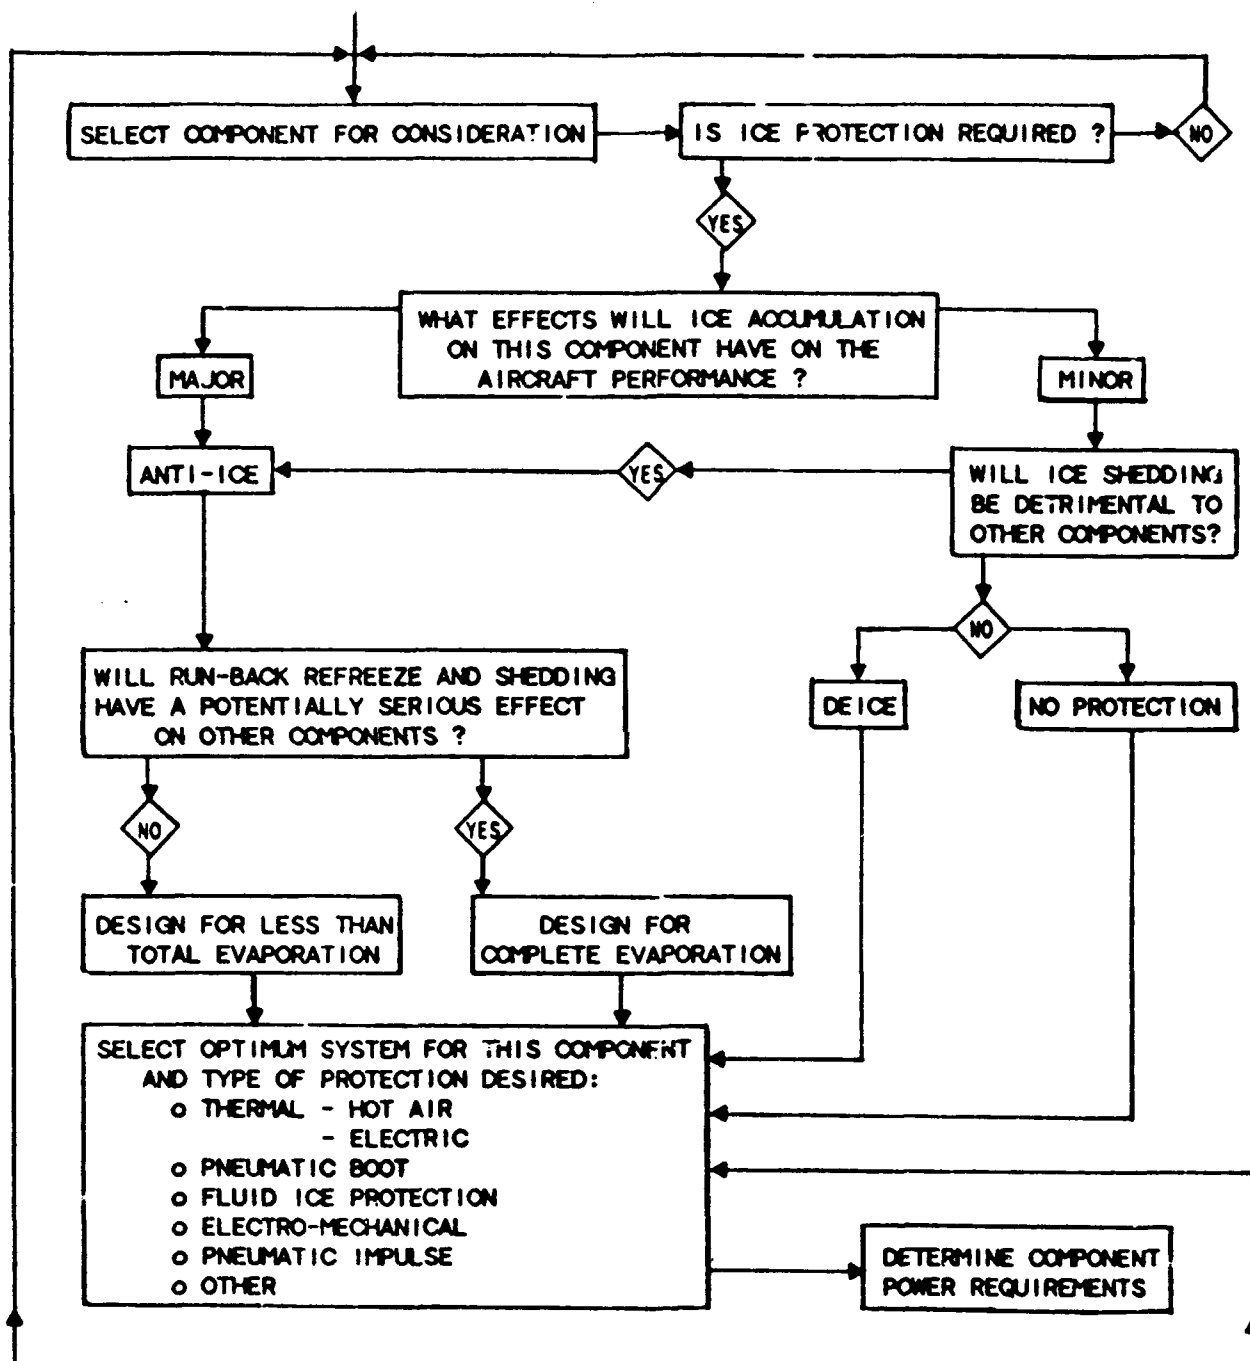 SELECT COMPONENT FOR CONSIDERATION
IS ICE PROTECTION REQUIRED ?
NO
YES
WHAT EFFECTS WILL ICE ACCUMULATION
ON THIS COMPONENT HAVE ON THE
AIRCRAFT PERFORMANCE ?
MAJOR
MINOR
ANTI-ICE
YES
WILL ICE SHEDDING
BE DETRIMENTAL TO
OTHER COMPONENTS?
NO
WILL RUN-BACK REFREEZE AND SHEDDING
HAVE A POTENTIALLY SERIOUS EFFECT
ON OTHER COMPONENTS ?
DEICE
NO PROTECTION
NO
YES
DESIGN FOR LESS THAN
TOTAL EVAPORATION
DESIGN FOR
COMPLETE EVAPORATION
SELECT OPTIMUM SYSTEM FOR THIS COMPONENT
AND TYPE OF PROTECTION DESIRED:
o THERMAL - HOT AIR
- ELECTRIC
o PNEUMATIC BOOT
o FLUID ICE PROTECTION
o ELECTRO-MECHANICAL
o PNEUMATIC IMPULSE
o OTHER
DETERMINE COMPONENT
POWER REQUIREMENTS